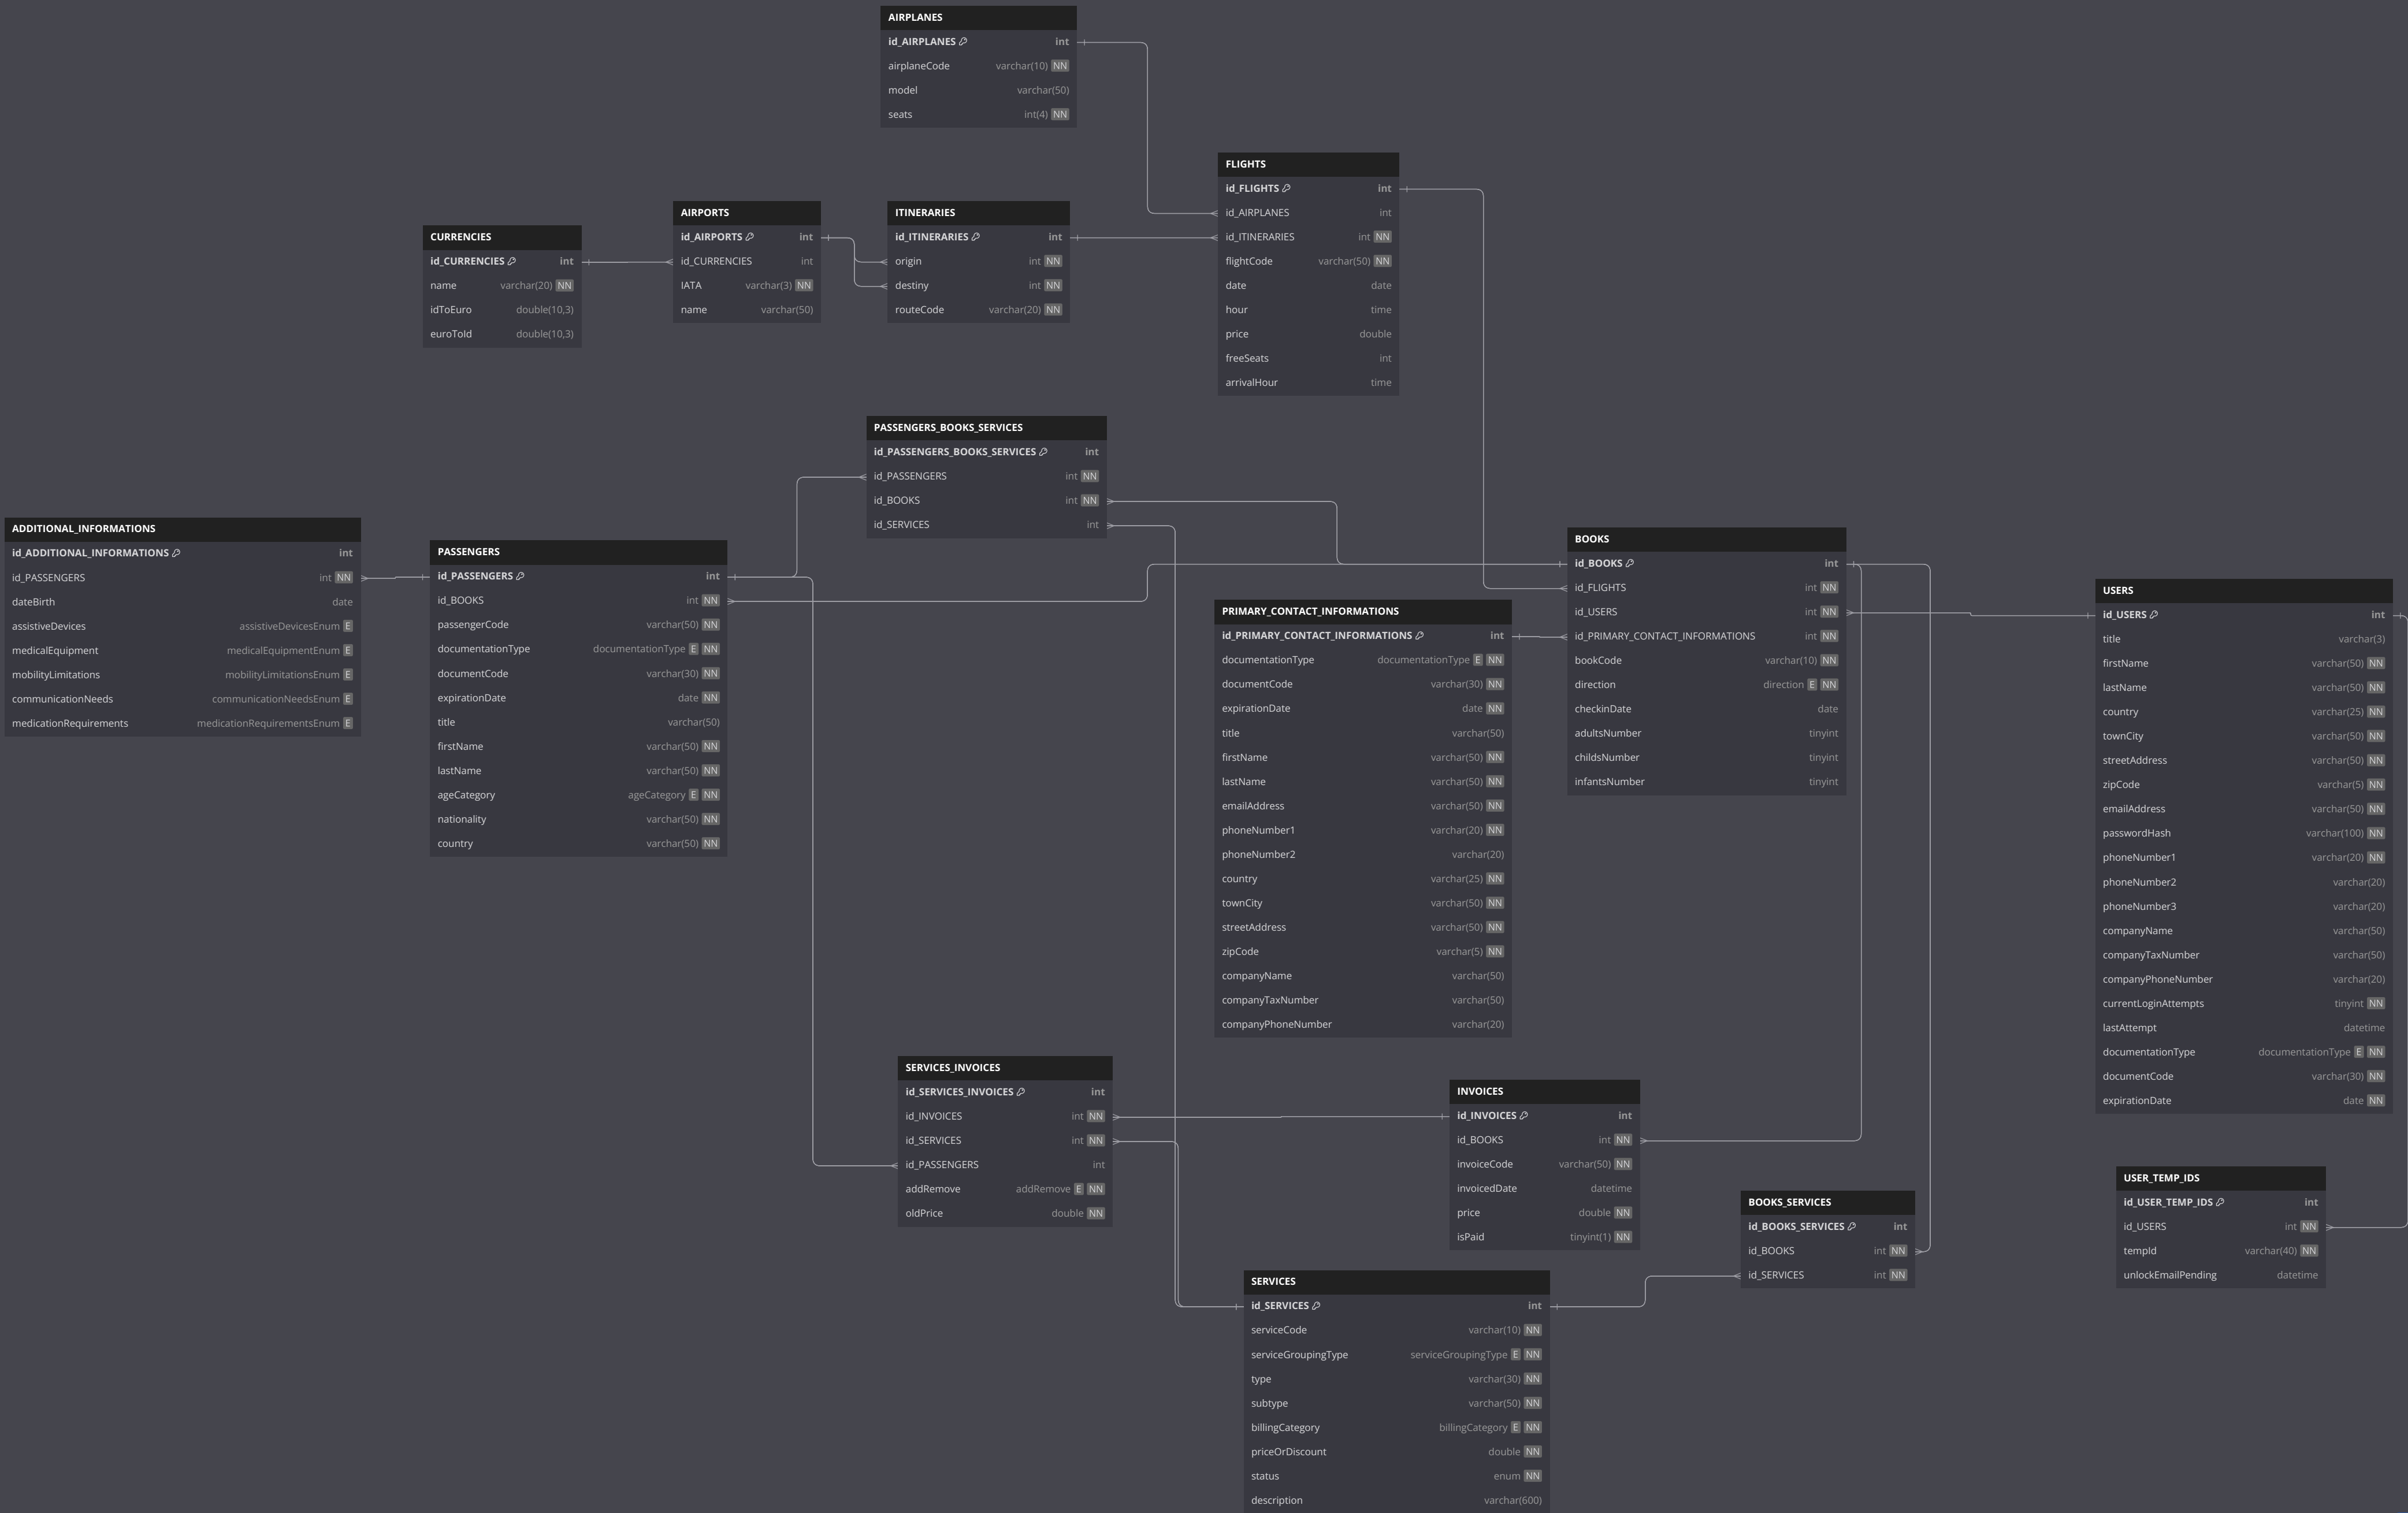 AIRPLANES
id_AIRPLANES int
airplaneCode varchar(10) NN
model varchar(50)
seats int(4) NN
FLIGHTS
id_FLIGHTS int
id_AIRPLANES int
id_ITINERARIES int NN
flightCode varchar(50) NN
date date
hour time
price double
freeSeats int
arrivalHour time
CURRENCIES
id_CURRENCIES int
name varchar(20) NN
idToEuro double(10,3)
euroToId double(10,3)
AIRPORTS
id_AIRPORTS int
id_CURRENCIES int
IATA varchar(3) NN
name varchar(50)
ITINERARIES
id_ITINERARIES int
origin int NN
destiny int NN
routeCode varchar(20) NN
PASSENGERS_BOOKS_SERVICES
id_PASSENGERS_BOOKS_SERVICES int
id_PASSENGERS int NN
id_BOOKS int NN
id_SERVICES int
ADDITIONAL_INFORMATIONS
id_ADDITIONAL_INFORMATIONS int
id_PASSENGERS int NN
dateBirth date
assistiveDevices assistiveDevicesEnum E
medicalEquipment medicalEquipmentEnum E
mobilityLimitations mobilityLimitationsEnum E
communicationNeeds communicationNeedsEnum E
medicationRequirements medicationRequirementsEnum E
PASSENGERS
id_PASSENGERS int
id_BOOKS int NN
passengerCode varchar(50) NN
documentationType documentationType E NN
documentCode varchar(30) NN
expirationDate date NN
title varchar(50)
firstName varchar(50) NN
lastName varchar(50) NN
ageCategory ageCategory E NN
nationality varchar(50) NN
country varchar(50) NN
PRIMARY_CONTACT_INFORMATIONS
id_PRIMARY_CONTACT_INFORMATIONS int
documentationType documentationType E NN
documentCode varchar(30) NN
expirationDate date NN
title varchar(50)
firstName varchar(50) NN
lastName varchar(50) NN
emailAddress varchar(50) NN
phoneNumber1 varchar(20) NN
phoneNumber2 varchar(20)
country varchar(25) NN
townCity varchar(50) NN
streetAddress varchar(50) NN
zipCode varchar(5) NN
companyName varchar(50)
companyTaxNumber varchar(50)
companyPhoneNumber varchar(20)
BOOKS
id_BOOKS int
id_FLIGHTS int NN
id_USERS int NN
id_PRIMARY_CONTACT_INFORMATIONS int NN
bookCode varchar(10) NN
direction direction E NN
checkinDate date
adultsNumber tinyint
childsNumber tinyint
infantsNumber tinyint
USERS
id_USERS int
title varchar(3)
firstName varchar(50) NN
lastName varchar(50) NN
country varchar(25) NN
townCity varchar(50) NN
streetAddress varchar(50) NN
zipCode varchar(5) NN
emailAddress varchar(50) NN
passwordHash varchar(100) NN
phoneNumber1 varchar(20) NN
phoneNumber2 varchar(20)
phoneNumber3 varchar(20)
companyName varchar(50)
companyTaxNumber varchar(50)
companyPhoneNumber varchar(20)
currentLoginAttempts tinyint NN
lastAttempt datetime
documentationType documentationType E NN
documentCode varchar(30) NN
expirationDate date NN
SERVICES_INVOICES
id_SERVICES_INVOICES int
id_INVOICES int NN
id_SERVICES int NN
id_PASSENGERS int
addRemove addRemove E NN
oldPrice double NN
INVOICES
id_INVOICES int
id_BOOKS int NN
invoiceCode varchar(50) NN
invoicedDate datetime
price double NN
isPaid tinyint(1) NN
BOOKS_SERVICES
id_BOOKS_SERVICES int
id_BOOKS int NN
id_SERVICES int NN
USER_TEMP_IDS
id_USER_TEMP_IDS int
id_USERS int NN
tempId varchar(40) NN
unlockEmailPending datetime
SERVICES
id_SERVICES int
serviceCode varchar(10) NN
serviceGroupingType serviceGroupingType E NN
type varchar(30) NN
subtype varchar(50) NN
billingCategory billingCategory E NN
priceOrDiscount double NN
status enum NN
description varchar(600)